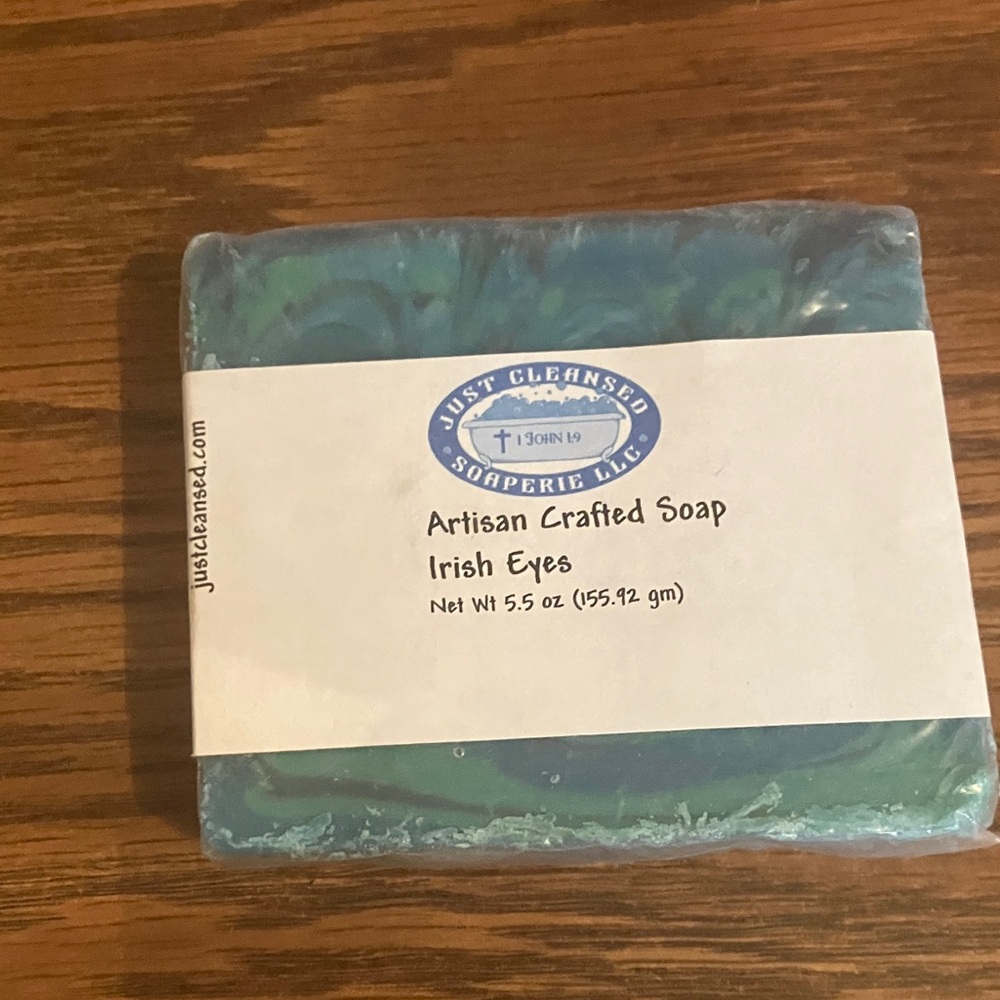 JUST CLEANSED
1 JOHN 1:9
SOAPERIE LLC
Artisan Crafted Soap
Irish Eyes
Net Wt 5.5 oz (155.92 gm)
justcleansed.com